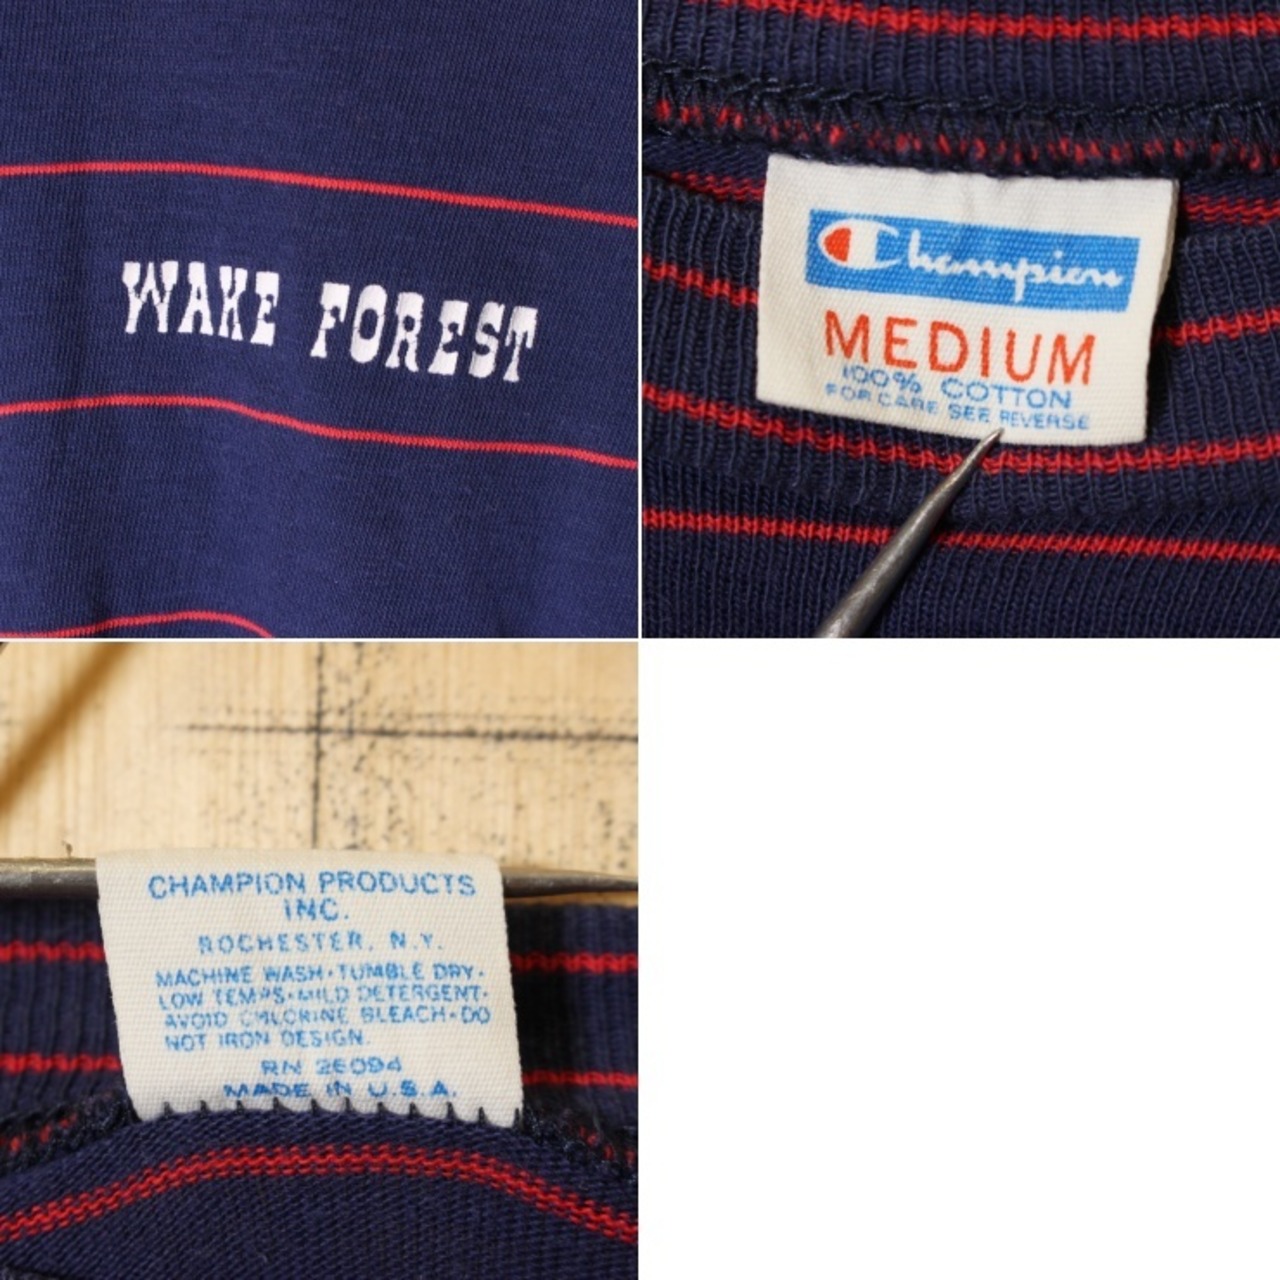 WAKE FOREST
Champion
MEDIUM
100% COTTON
FOR CARE SEE REVERSE
CHAMPION PRODUCTS
INC.
ROCHESTER, N.Y.
MACHINE WASH·TUMBLE DRY·
LOW TEMPS·MILD DETERGENT·
AVOID CHLORINE BLEACH·DO
NOT IRON DESIGN.
RN 26094
MADE IN U.S.A.